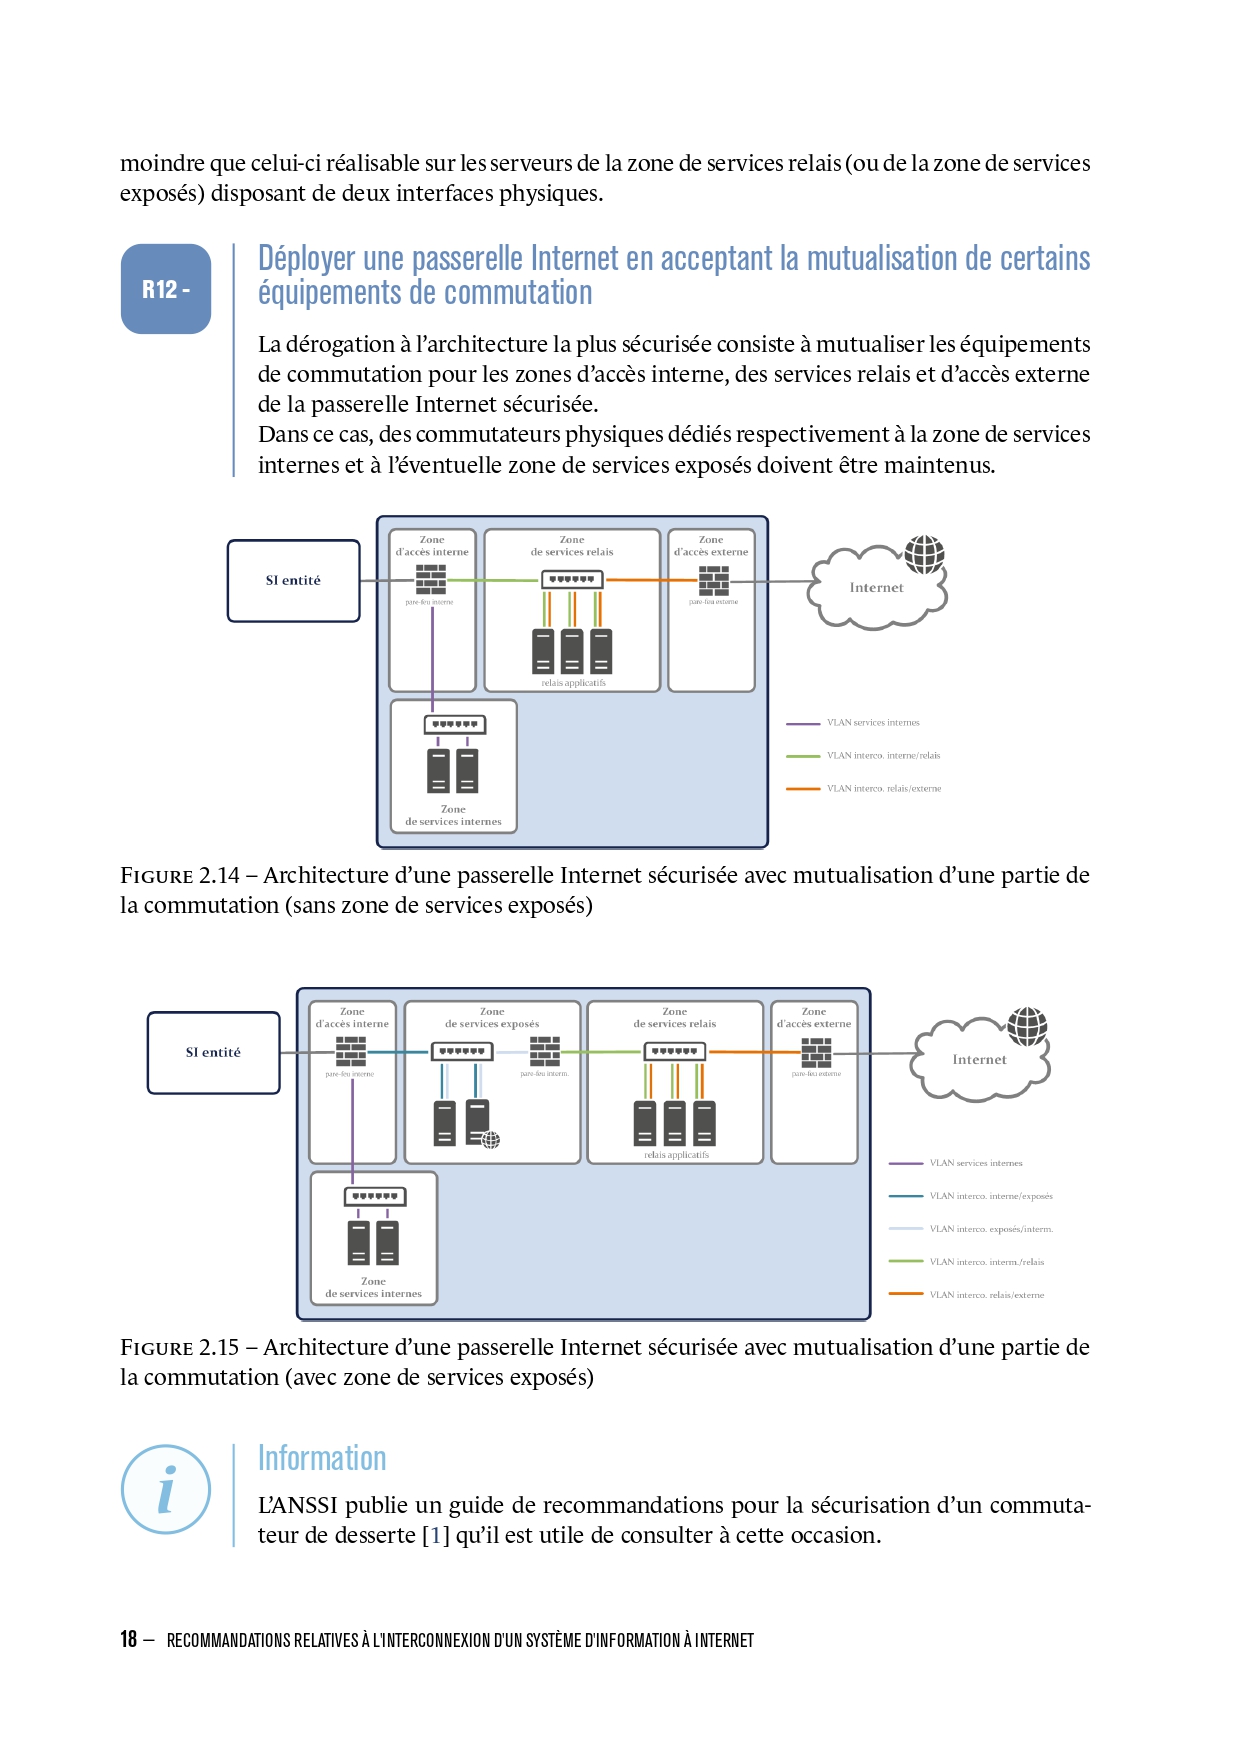 moindre que celui-ci réalisable sur les serveurs de la zone de services relais (ou de la zone de services
exposés) disposant de deux interfaces physiques.
R12 -
Déployer une passerelle Internet en acceptant la mutualisation de certains
équipements de commutation
La dérogation à l’architecture la plus sécurisée consiste à mutualiser les équipements
de commutation pour les zones d’accès interne, des services relais et d’accès externe
de la passerelle Internet sécurisée.
Dans ce cas, des commutateurs physiques dédiés respectivement à la zone de services
internes et à l’éventuelle zone de services exposés doivent être maintenus.
SI entité
Zone
d’accès interne
pare-feu interne
Zone
de services relais
relais applicatifs
Zone
d’accès externe
pare-feu externe
Internet
Zone
de services internes
VLAN services internes
VLAN interco. interne/relais
VLAN interco. relais/externe
FIGURE 2.14 – Architecture d’une passerelle Internet sécurisée avec mutualisation d’une partie de
la commutation (sans zone de services exposés)
SI entité
Zone
d’accès interne
pare-feu interne
Zone
de services exposés
pare-feu interm.
Zone
de services relais
relais applicatifs
Zone
d’accès externe
pare-feu externe
Internet
Zone
de services internes
VLAN services internes
VLAN interco. interne/exposés
VLAN interco. exposés/interm.
VLAN interco. interm./relais
VLAN interco. relais/externe
FIGURE 2.15 – Architecture d’une passerelle Internet sécurisée avec mutualisation d’une partie de
la commutation (avec zone de services exposés)
i
Information
L’ANSSI publie un guide de recommandations pour la sécurisation d’un commuta-
teur de desserte [1] qu’il est utile de consulter à cette occasion.
18 – RECOMMANDATIONS RELATIVES À L'INTERCONNEXION D'UN SYSTÈME D'INFORMATION À INTERNET